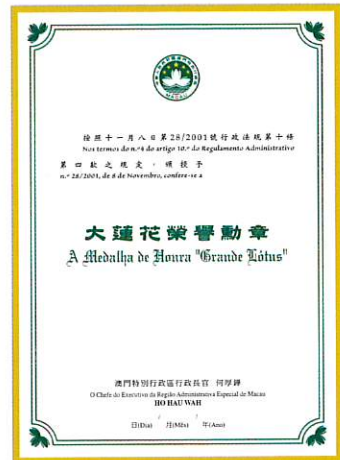 MACAU
按照十一月八日第28/2001號行政法規第十條
Nos termos do n.º4 do artigo 10.º do Regulamento Administrativo
第四款之規定，頒授予
n.º 28/2001, de 8 de Novembro, confere-se a
大蓮花榮譽勳章
A Medalha de Honra "Grande Lótus"
澳門特別行政區行政長官 何厚鏵
O Chefe do Executivo da Região Administrativa Especial de Macau
HO HAU WAH
日(Dia) 月(Mês) 年(Ano)